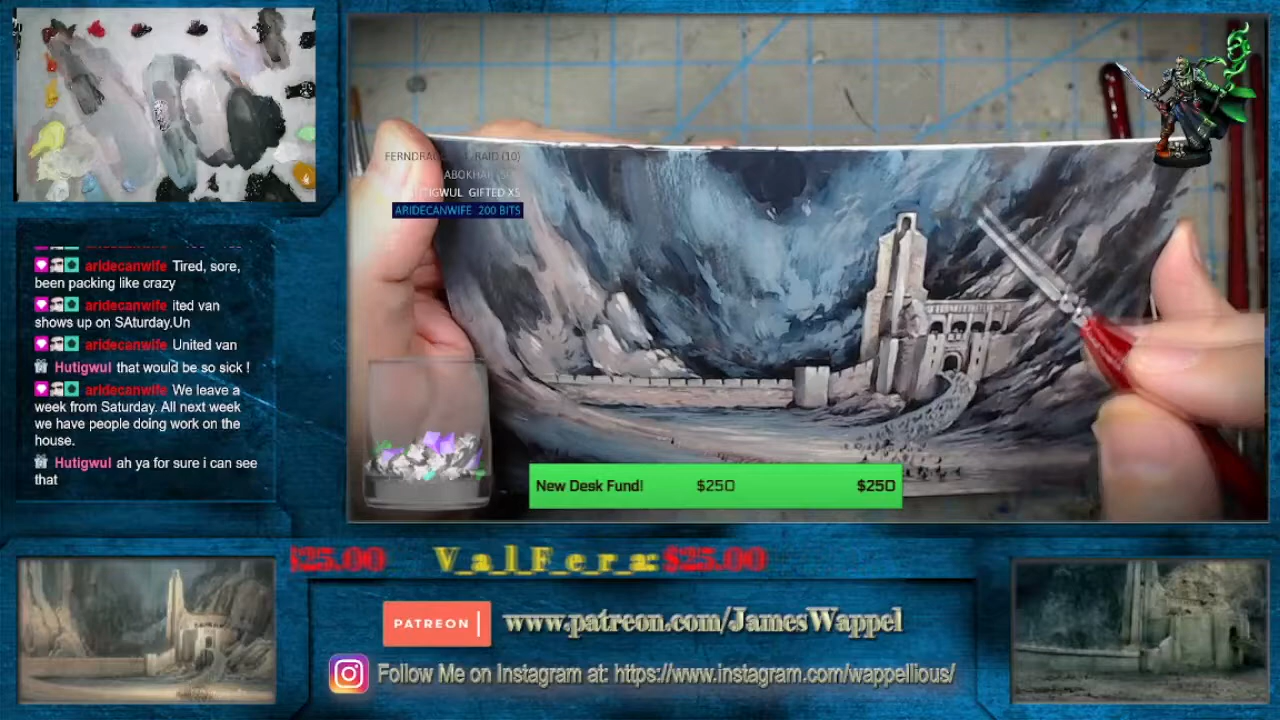 FERNDRAC RAID (10)
ABOKHAN
HUTIGWUL GIFTED X5
ARIDECANWIFE 200 BITS
aridecanwife Tired, sore,
been packing like crazy
aridecanwife ited van
shows up on SAturday.Un
aridecanwife United van
Hutigwul that would be so sick !
aridecanwife We leave a
week from Saturday. All next week
we have people doing work on the
house.
Hutigwul ah ya for sure i can see
that
New Desk Fund! $250 $250
$25.00 V_a_l_F_e_r_a: $25.00
PATREON www.patreon.com/JamesWappel
Follow Me on Instagram at: https://www.instagram.com/wappellious/